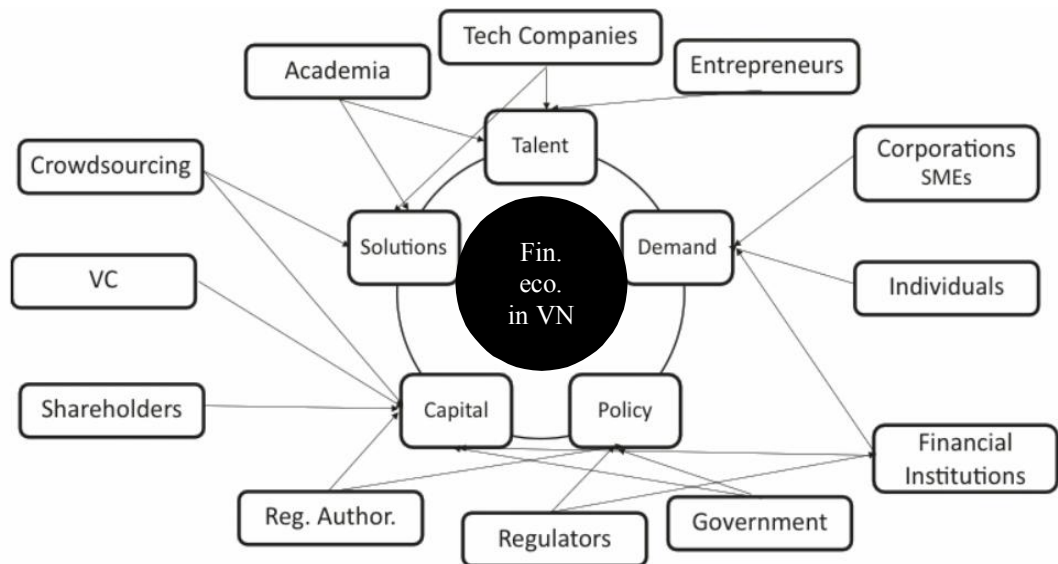 Tech Companies
Academia
Entrepreneurs
Talent
Crowdsourcing
Corporations
SMEs
Solutions
Fin.
eco.
in VN
Demand
VC
Individuals
Shareholders
Capital
Policy
Financial
Institutions
Reg. Author.
Regulators
Government